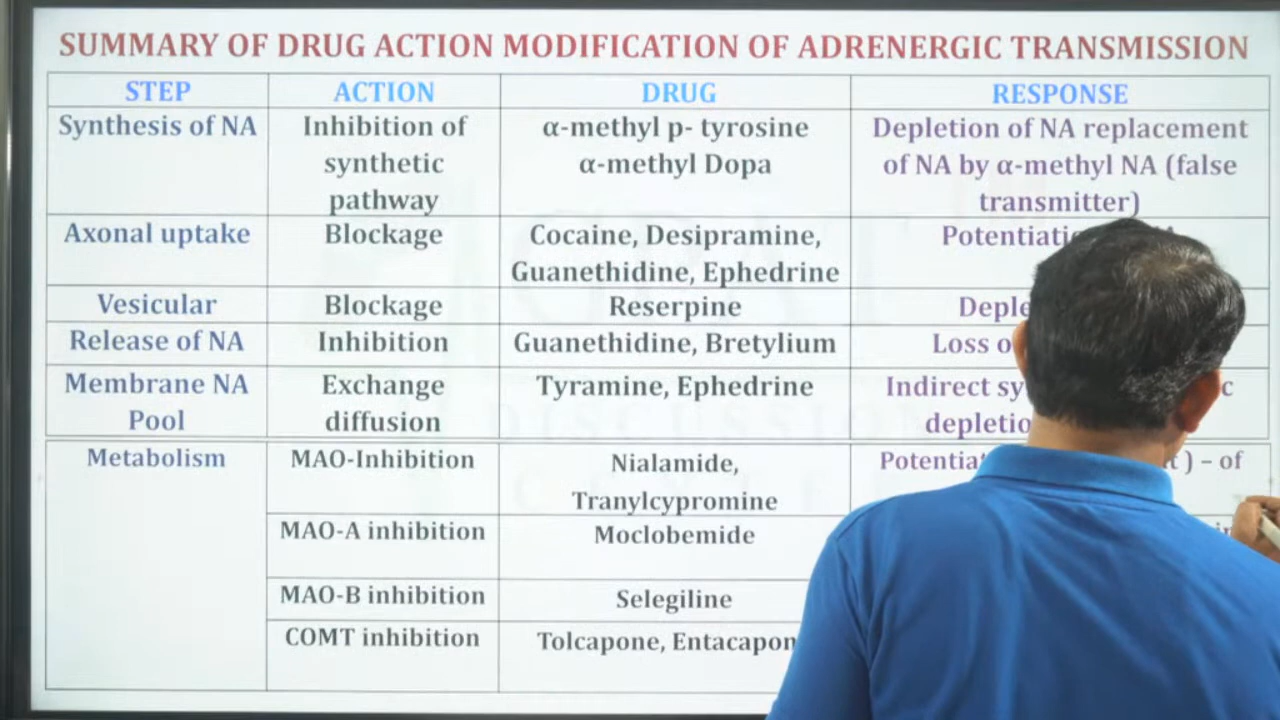 SUMMARY OF DRUG ACTION MODIFICATION OF ADRENERGIC TRANSMISSION
STEP ACTION DRUG RESPONSE
Synthesis of NA
Inhibition of
synthetic
pathway
α-methyl p- tyrosine
α-methyl Dopa
Depletion of NA replacement
of NA by α-methyl NA (false
transmitter)
Axonal uptake
Blockage
Cocaine, Desipramine,
Guanethidine, Ephedrine
Vesicular
Blockage
Reserpine
Release of NA
Inhibition
Guanethidine, Bretylium
Loss
Membrane NA
Pool
Exchange
diffusion
Tyramine, Ephedrine
Indirect
Metabolism
MAO-Inhibition
Nialamide,
Tranylcypromine
– of
MAO-A inhibition
Moclobemide
MAO-B inhibition
Selegiline
COMT inhibition
Tolcapone,